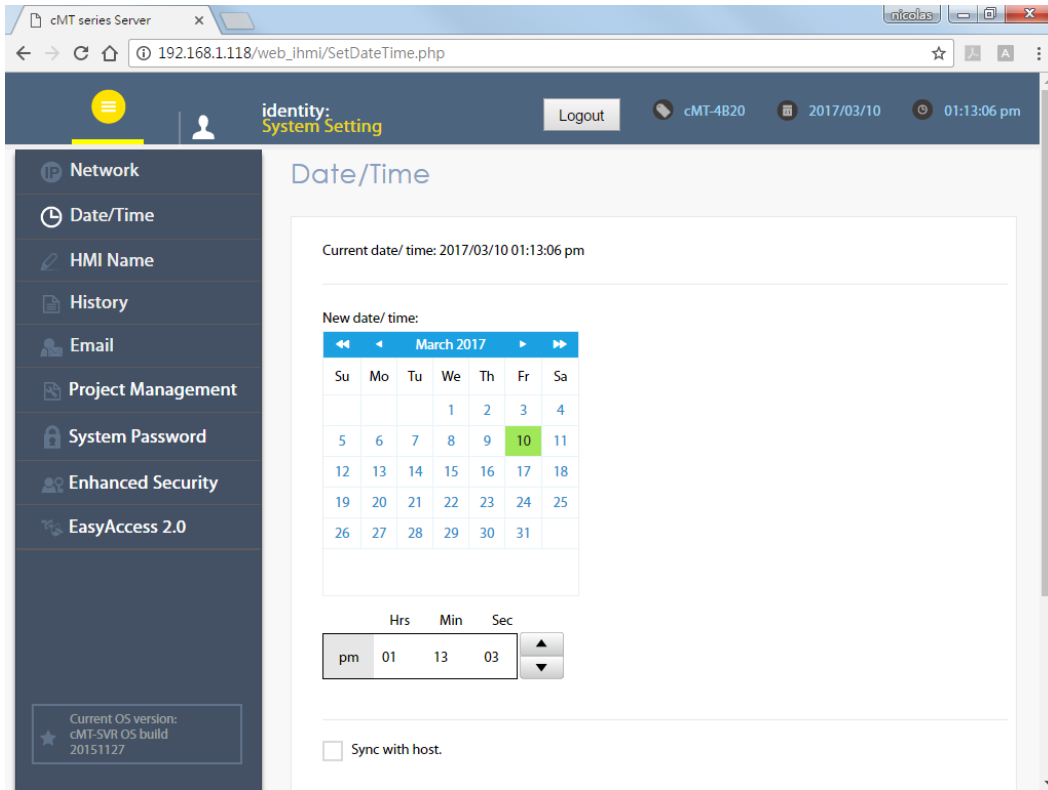 cMT series Server
nicolas
192.168.1.118/web_ihmi/SetDateTime.php
identity:
System Setting
Logout
cMT-4B20
2017/03/10
01:13:06 pm
Network
Date/Time
HMI Name
History
Email
Project Management
System Password
Enhanced Security
EasyAccess 2.0
Current OS version:
cMT-SVR OS build
20151127
Date/Time
Current date/ time: 2017/03/10 01:13:06 pm
New date/ time:
March 2017
Su Mo Tu We Th Fr Sa
1 2 3 4
5 6 7 8 9 10 11
12 13 14 15 16 17 18
19 20 21 22 23 24 25
26 27 28 29 30 31
Hrs Min Sec
pm 01 13 03
Sync with host.